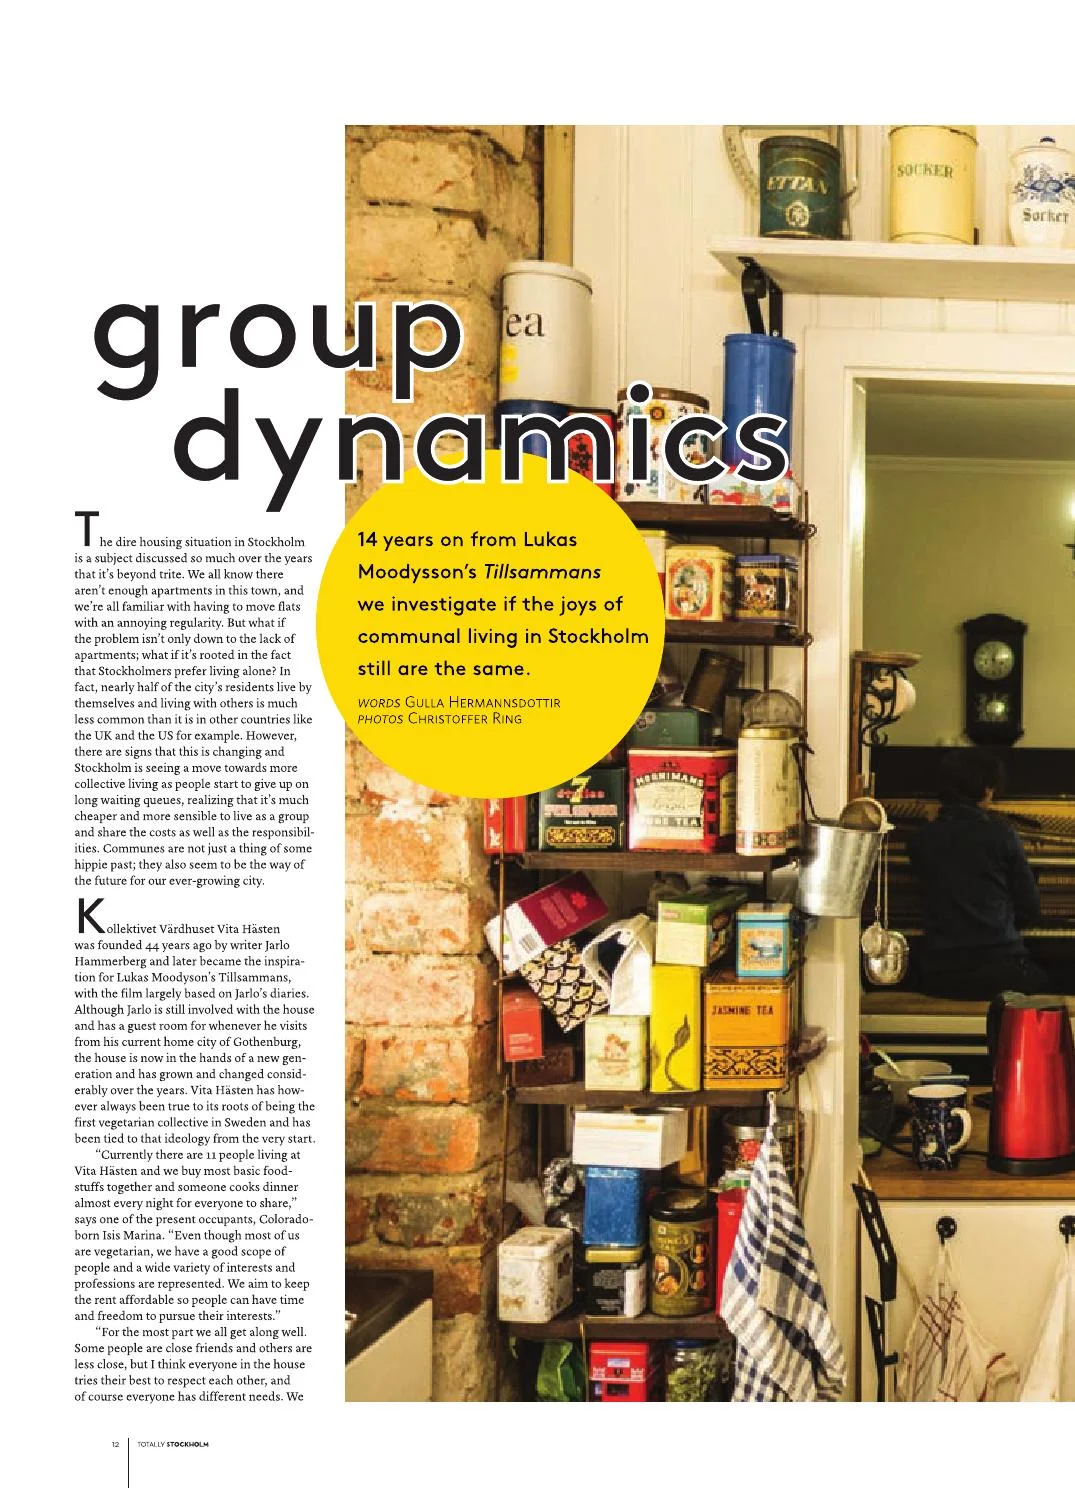 group
dynamics
14 years on from Lukas
Moodysson's Tillsammans
we investigate if the joys of
communal living in Stockholm
still are the same.
WORDS GULLA HERMANNSDOTTIR
PHOTOS CHRISTOFFER RING
The dire housing situation in Stockholm
is a subject discussed so much over the years
that it's beyond trite. We all know there
aren't enough apartments in this town, and
we're all familiar with having to move flats
with an annoying regularity. But what if
the problem isn't only down to the lack of
apartments; what if it's rooted in the fact
that Stockholmers prefer living alone? In
fact, nearly half of the city's residents live by
themselves and living with others is much
less common than it is in other countries like
the UK and the US for example. However,
there are signs that this is changing and
Stockholm is seeing a move towards more
collective living as people start to give up on
long waiting queues, realizing that it's much
cheaper and more sensible to live as a group
and share the costs as well as the responsibil-
ities. Communes are not just a thing of some
hippie past; they also seem to be the way of
the future for our ever-growing city.
Kollektivet Värdhuset Vita Hästen
was founded 44 years ago by writer Jarlo
Hammerberg and later became the inspira-
tion for Lukas Moodyson's Tillsammans,
with the film largely based on Jarlo's diaries.
Although Jarlo is still involved with the house
and has a guest room for whenever he visits
from his current home city of Gothenburg,
the house is now in the hands of a new gen-
eration and has grown and changed consid-
erably over the years. Vita Hästen has how-
ever always been true to its roots of being the
first vegetarian collective in Sweden and has
been tied to that ideology from the very start.
"Currently there are 11 people living at
Vita Hästen and we buy most basic food-
stuffs together and someone cooks dinner
almost every night for everyone to share,"
says one of the present occupants, Colorado-
born Isis Marina. "Even though most of us
are vegetarian, we have a good scope of
people and a wide variety of interests and
professions are represented. We aim to keep
the rent affordable so people can have time
and freedom to pursue their interests."
"For the most part we all get along well.
Some people are close friends and others are
less close, but I think everyone in the house
tries their best to respect each other, and
of course everyone has different needs. We
ETTAN
SOCKER
Socker
ea
7
HORNIMANS
PURE TEA
JASMINE TEA
12
TOTALLY STOCKHOLM